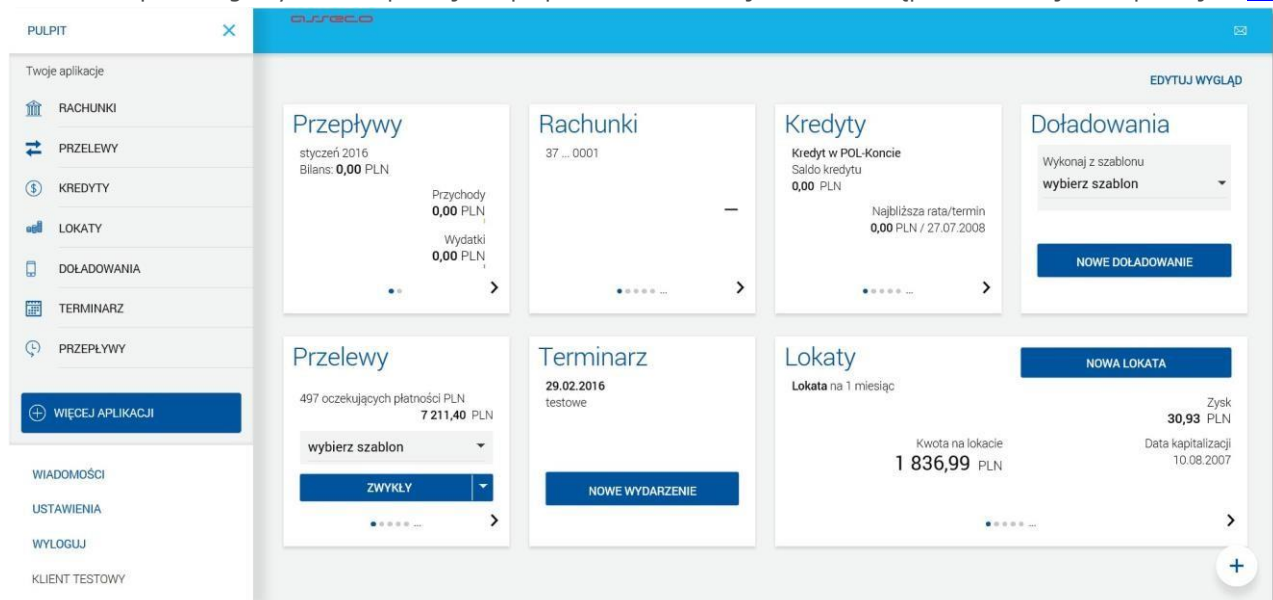 PULPIT
asseco
Twoje aplikacje
RACHUNKI
PRZELEWY
KREDYTY
LOKATY
DOŁADOWANIA
TERMINARZ
PRZEPŁYWY
WIĘCEJ APLIKACJI
WIADOMOŚCI
USTAWIENIA
WYLOGUJ
KLIENT TESTOWY
EDYTUJ WYGLĄD
Przepływy
styczeń 2016
Bilans: 0,00 PLN
Przychody
0,00 PLN
Wydatki
0,00 PLN
Rachunki
37 ... 0001
Kredyty
Kredyt w POL-Koncie
Saldo kredytu
0,00 PLN
Najbliższa rata/termin
0,00 PLN / 27.07.2008
Doładowania
Wykonaj z szablonu
wybierz szablon
NOWE DOŁADOWANIE
Przelewy
497 oczekujących płatności PLN
7 211,40 PLN
wybierz szablon
ZWYKŁY
Terminarz
29.02.2016
testowe
NOWE WYDARZENIE
Lokaty
NOWA LOKATA
Lokata na 1 miesiąc
Zysk
30,93 PLN
Kwota na lokacie
1 836,99 PLN
Data kapitalizacji
10.08.2007